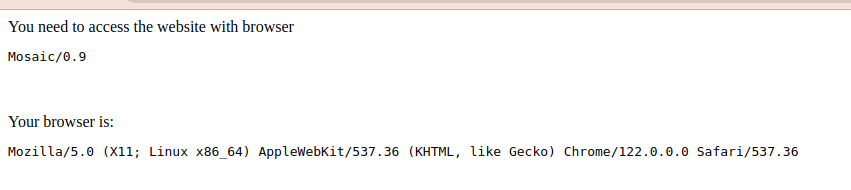 You need to access the website with browser
Mosaic/0.9
Your browser is:
Mozilla/5.0 (X11; Linux x86_64) AppleWebKit/537.36 (KHTML, like Gecko) Chrome/122.0.0.0 Safari/537.36